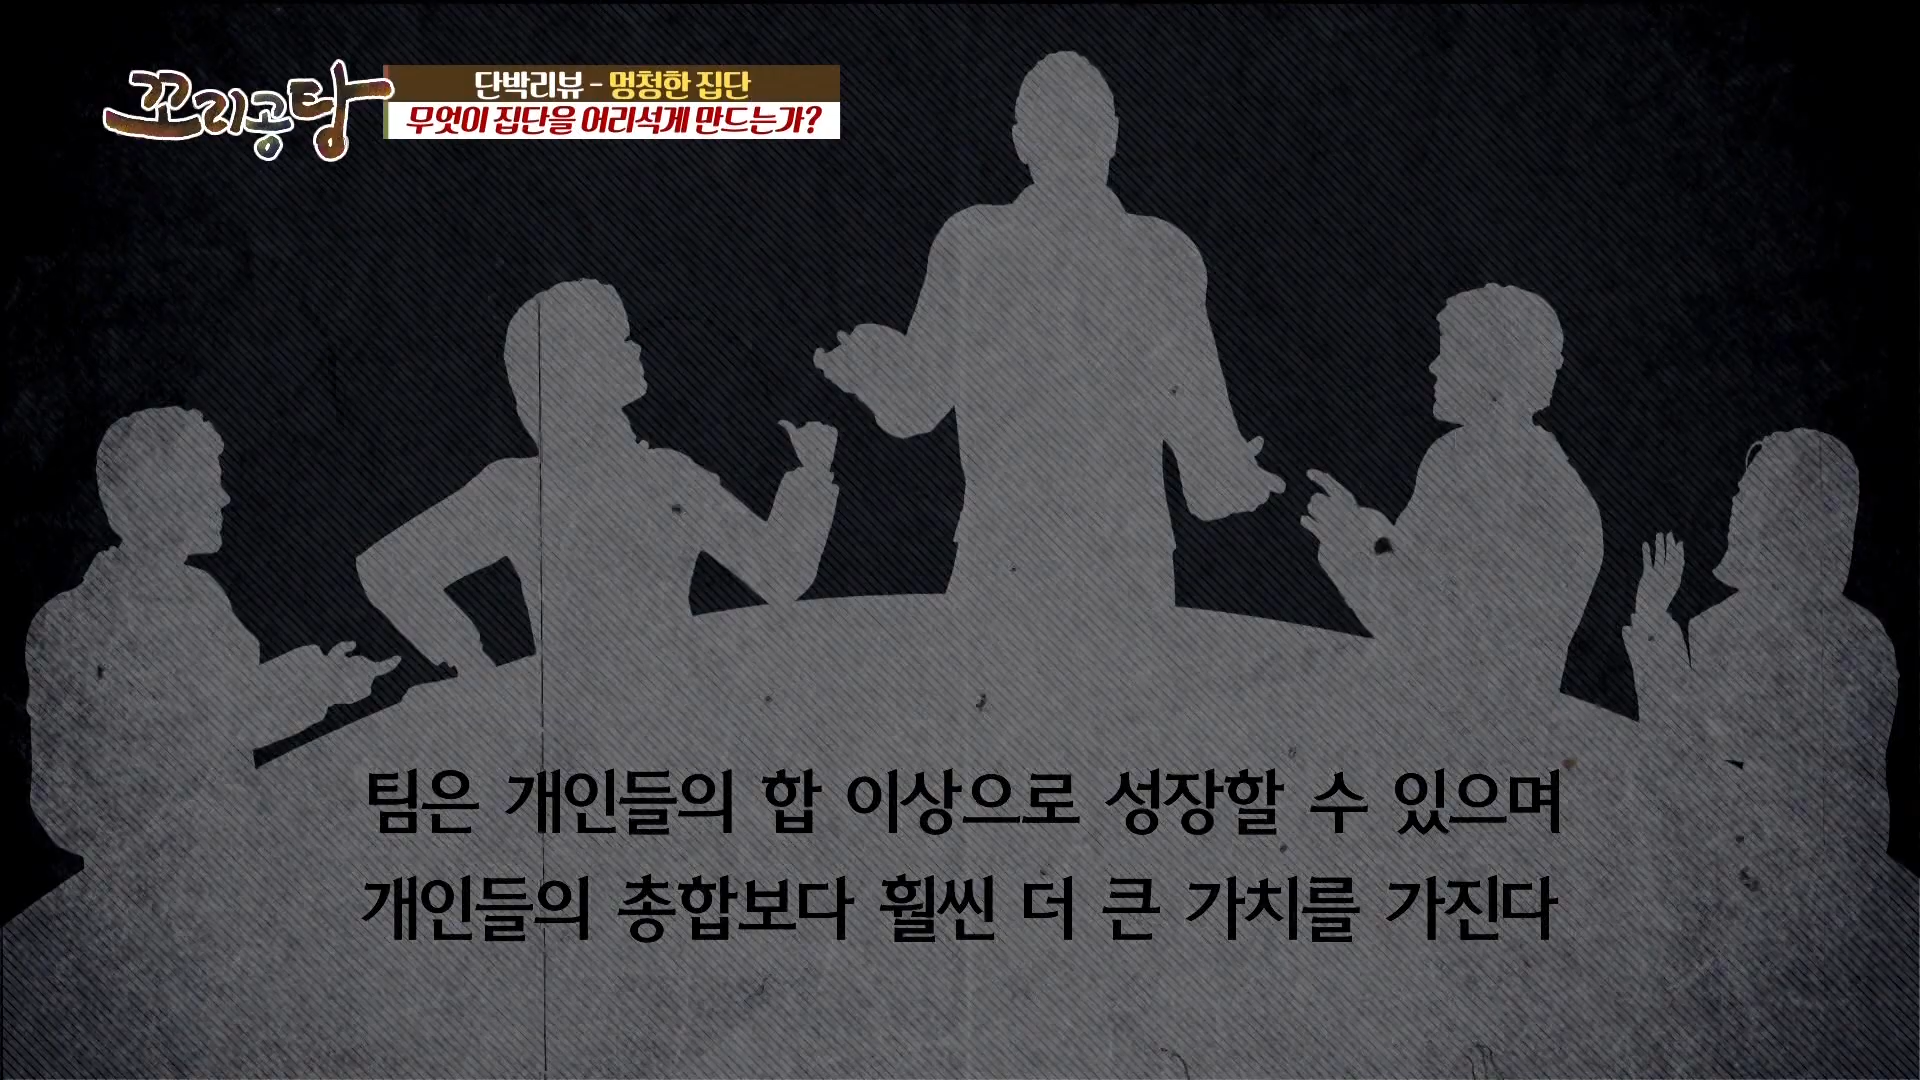 꼬리곰탕
단박리뷰 - 멍청한 집단
무엇이 집단을 어리석게 만드는가?
팀은 개인들의 합 이상으로 성장할 수 있으며
개인들의 총합보다 훨씬 더 큰 가치를 가진다